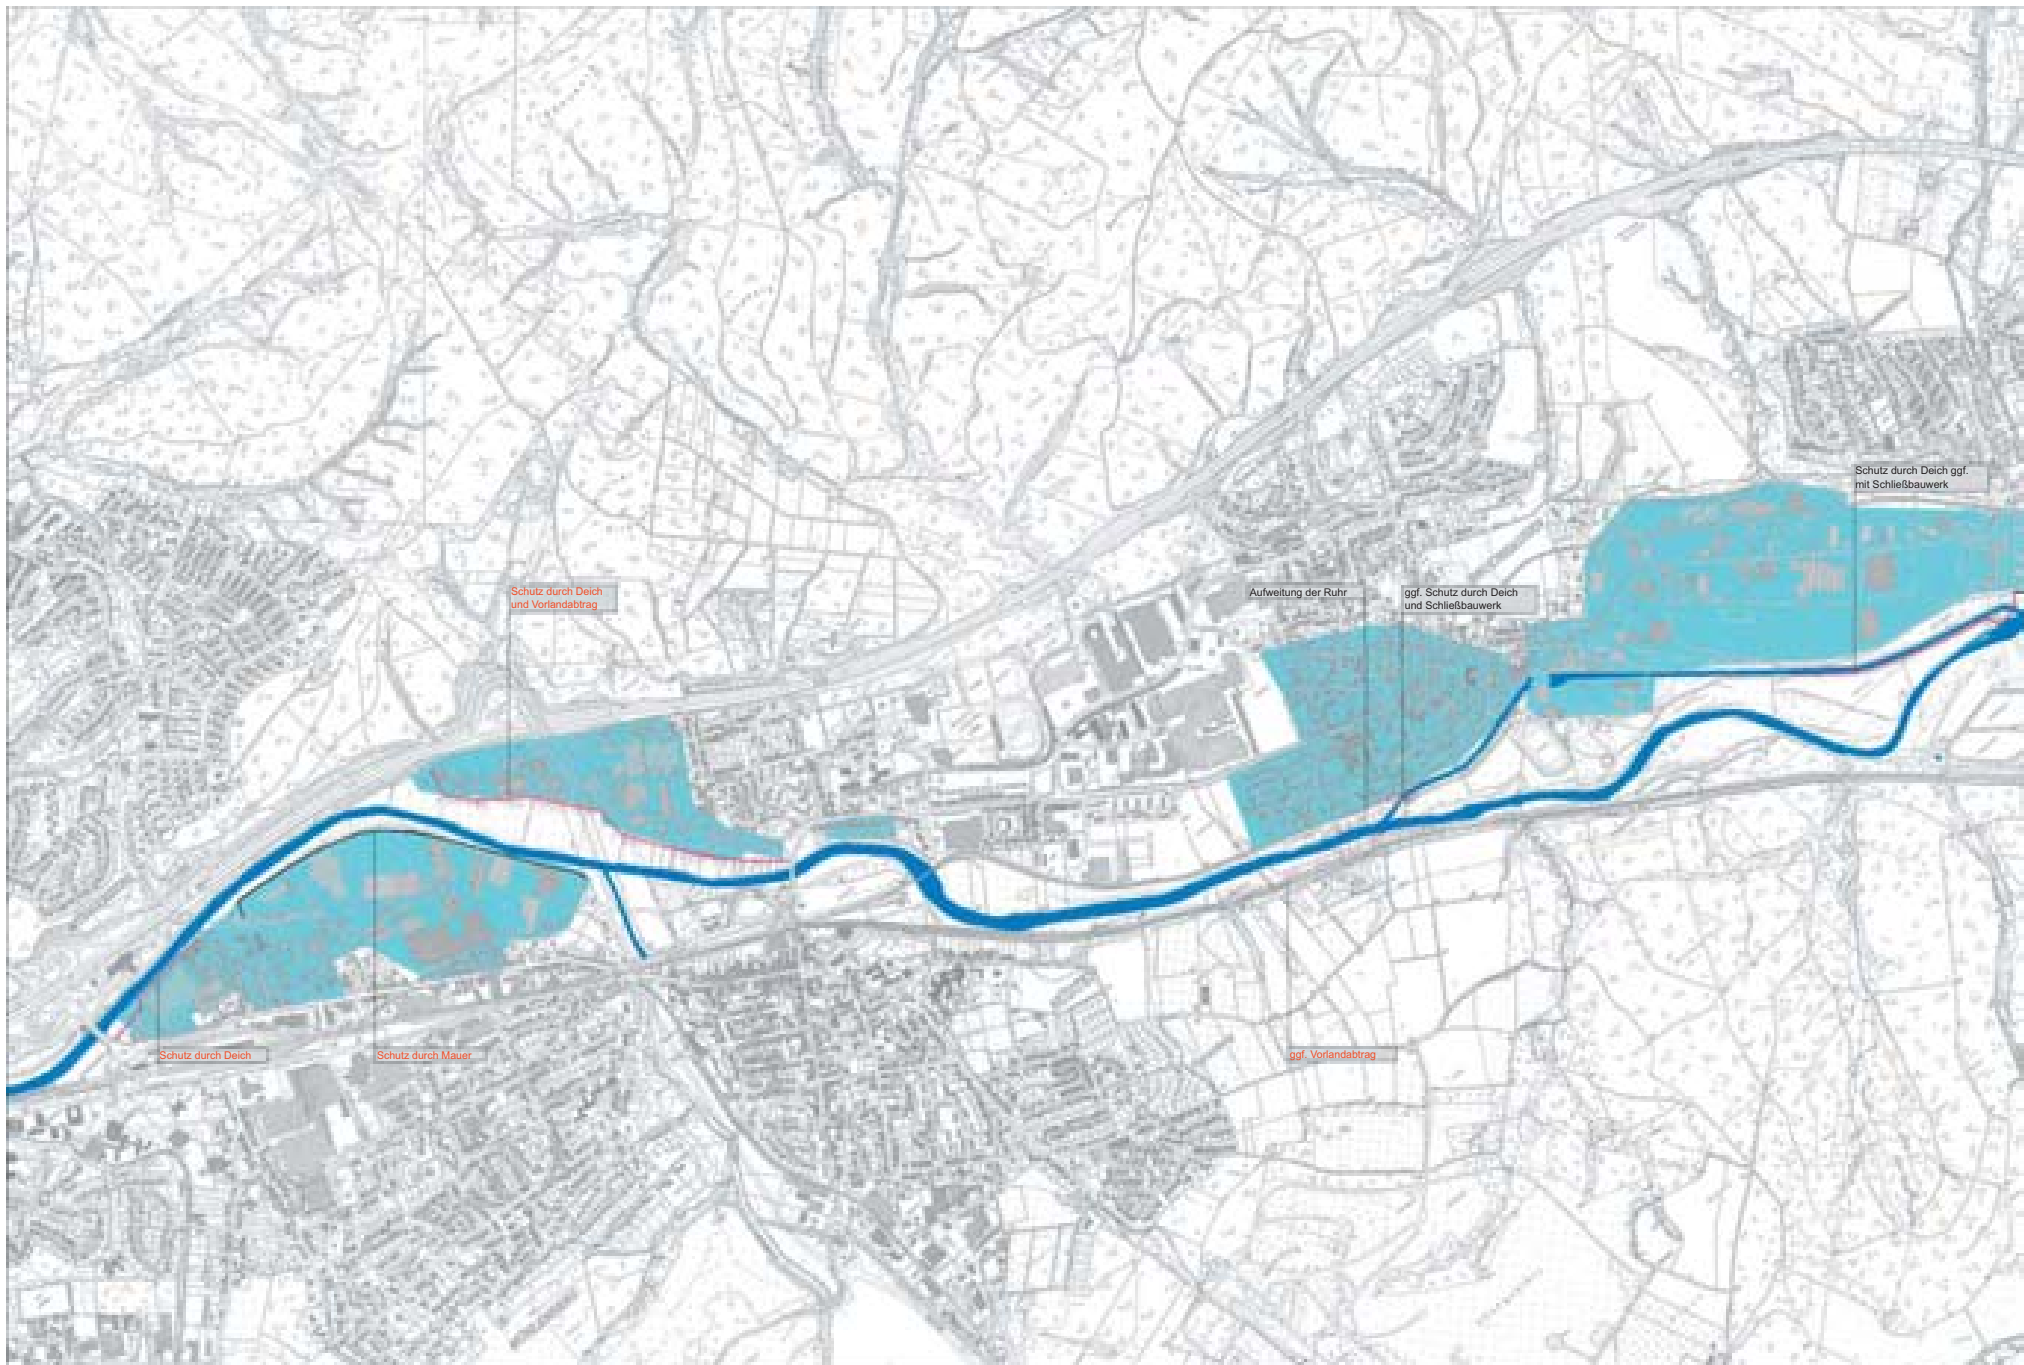 Schutz durch Deich ggf.
mit Schließbauwerk
Schutz durch Deich
und Vorlandabtrag
Aufweitung der Ruhr
ggf. Schutz durch Deich
und Schließbauwerk
Schutz durch Deich
Schutz durch Mauer
ggf. Vorlandabtrag